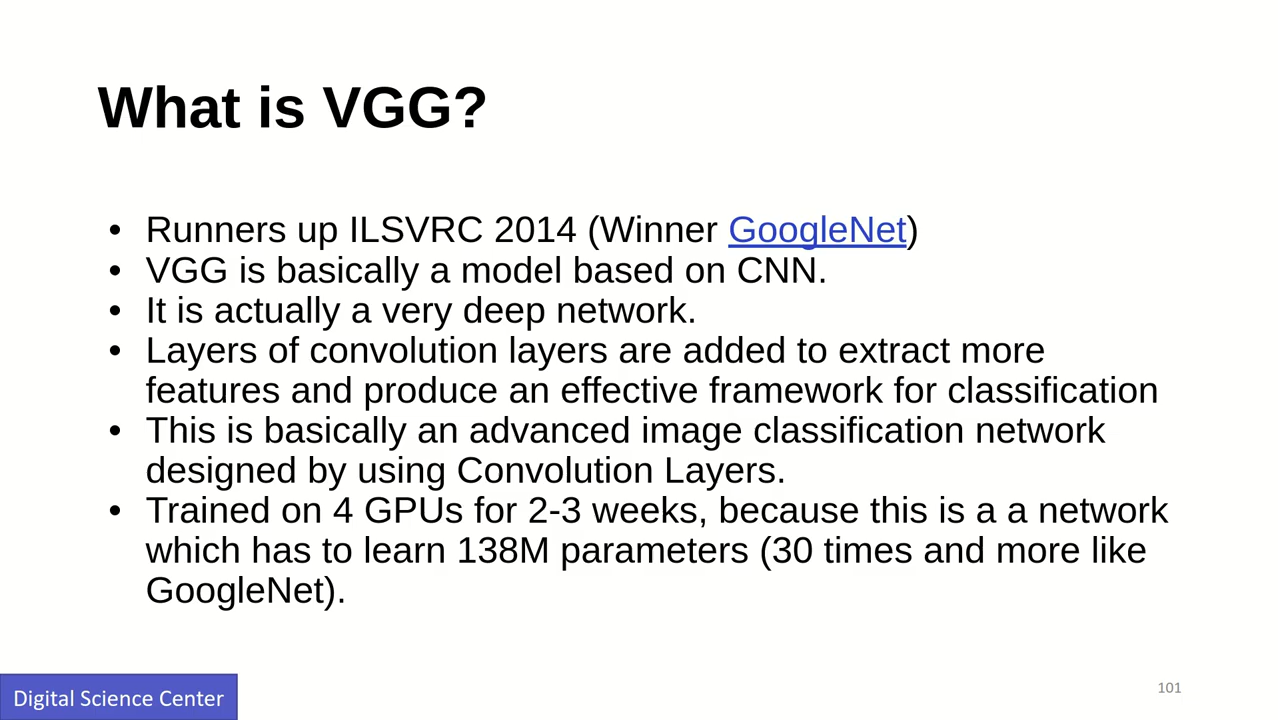 What is VGG?
• Runners up ILSVRC 2014 (Winner GoogleNet)
• VGG is basically a model based on CNN.
• It is actually a very deep network.
• Layers of convolution layers are added to extract more
features and produce an effective framework for classification
• This is basically an advanced image classification network
designed by using Convolution Layers.
• Trained on 4 GPUs for 2-3 weeks, because this is a a network
which has to learn 138M parameters (30 times and more like
GoogleNet).
Digital Science Center
101